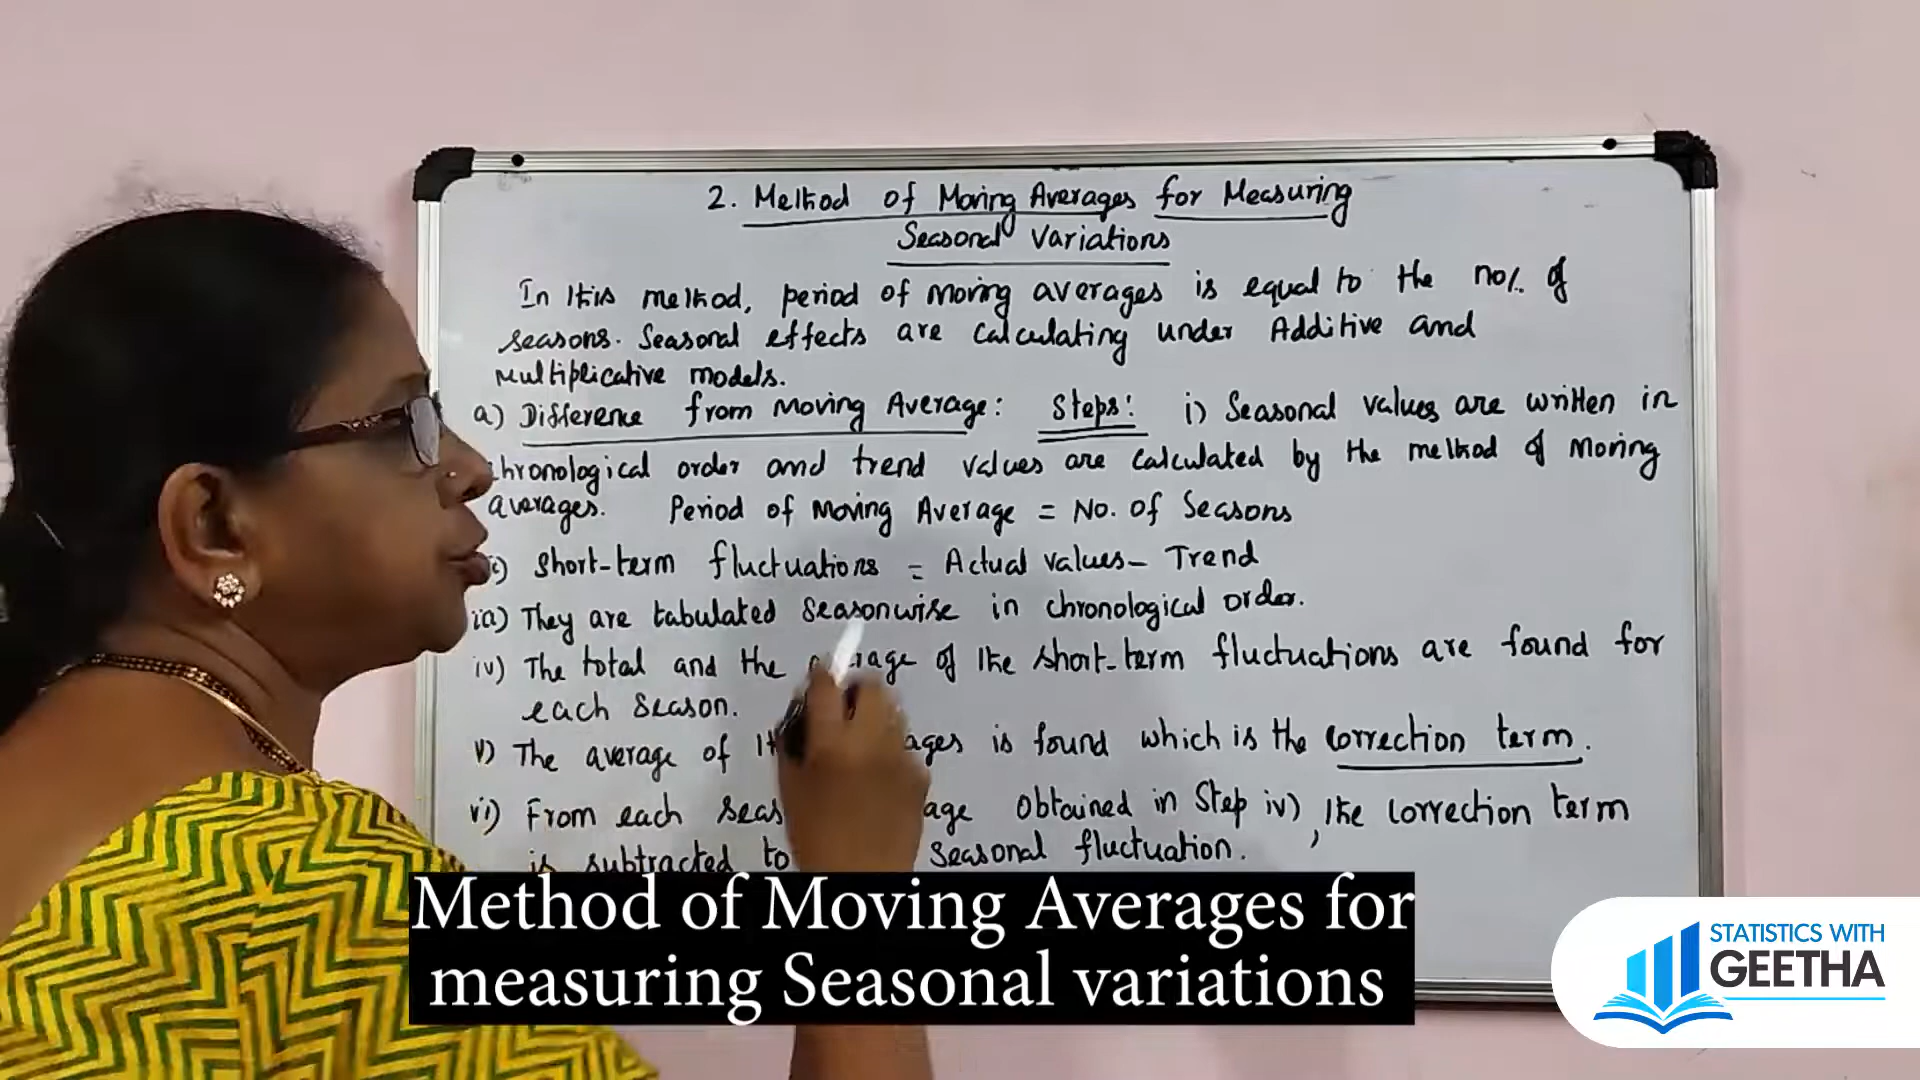 2. Method of Moving Averages for Measuring
Seasonal Variations
In this method, period of moving averages is equal to the no/. of
seasons. Seasonal effects are calculating under Additive and
Multiplicative models.
a) Difference from Moving Average: Steps: i) Seasonal values are written in
chronological order and trend values are calculated by the method of moving
averages. Period of moving Average = No. of Seasons
Short-term fluctuations = Actual values - Trend
They are tabulated seasonwise in chronological order.
iv) The total and the of the short-term fluctuations are found for
each season.
v) The average of is found which is the correction term.
vi) From each obtained in Step iv), the correction term
is subtracted to seasonal fluctuation.
Method of Moving Averages for
measuring Seasonal variations
STATISTICS WITH
GEETHA